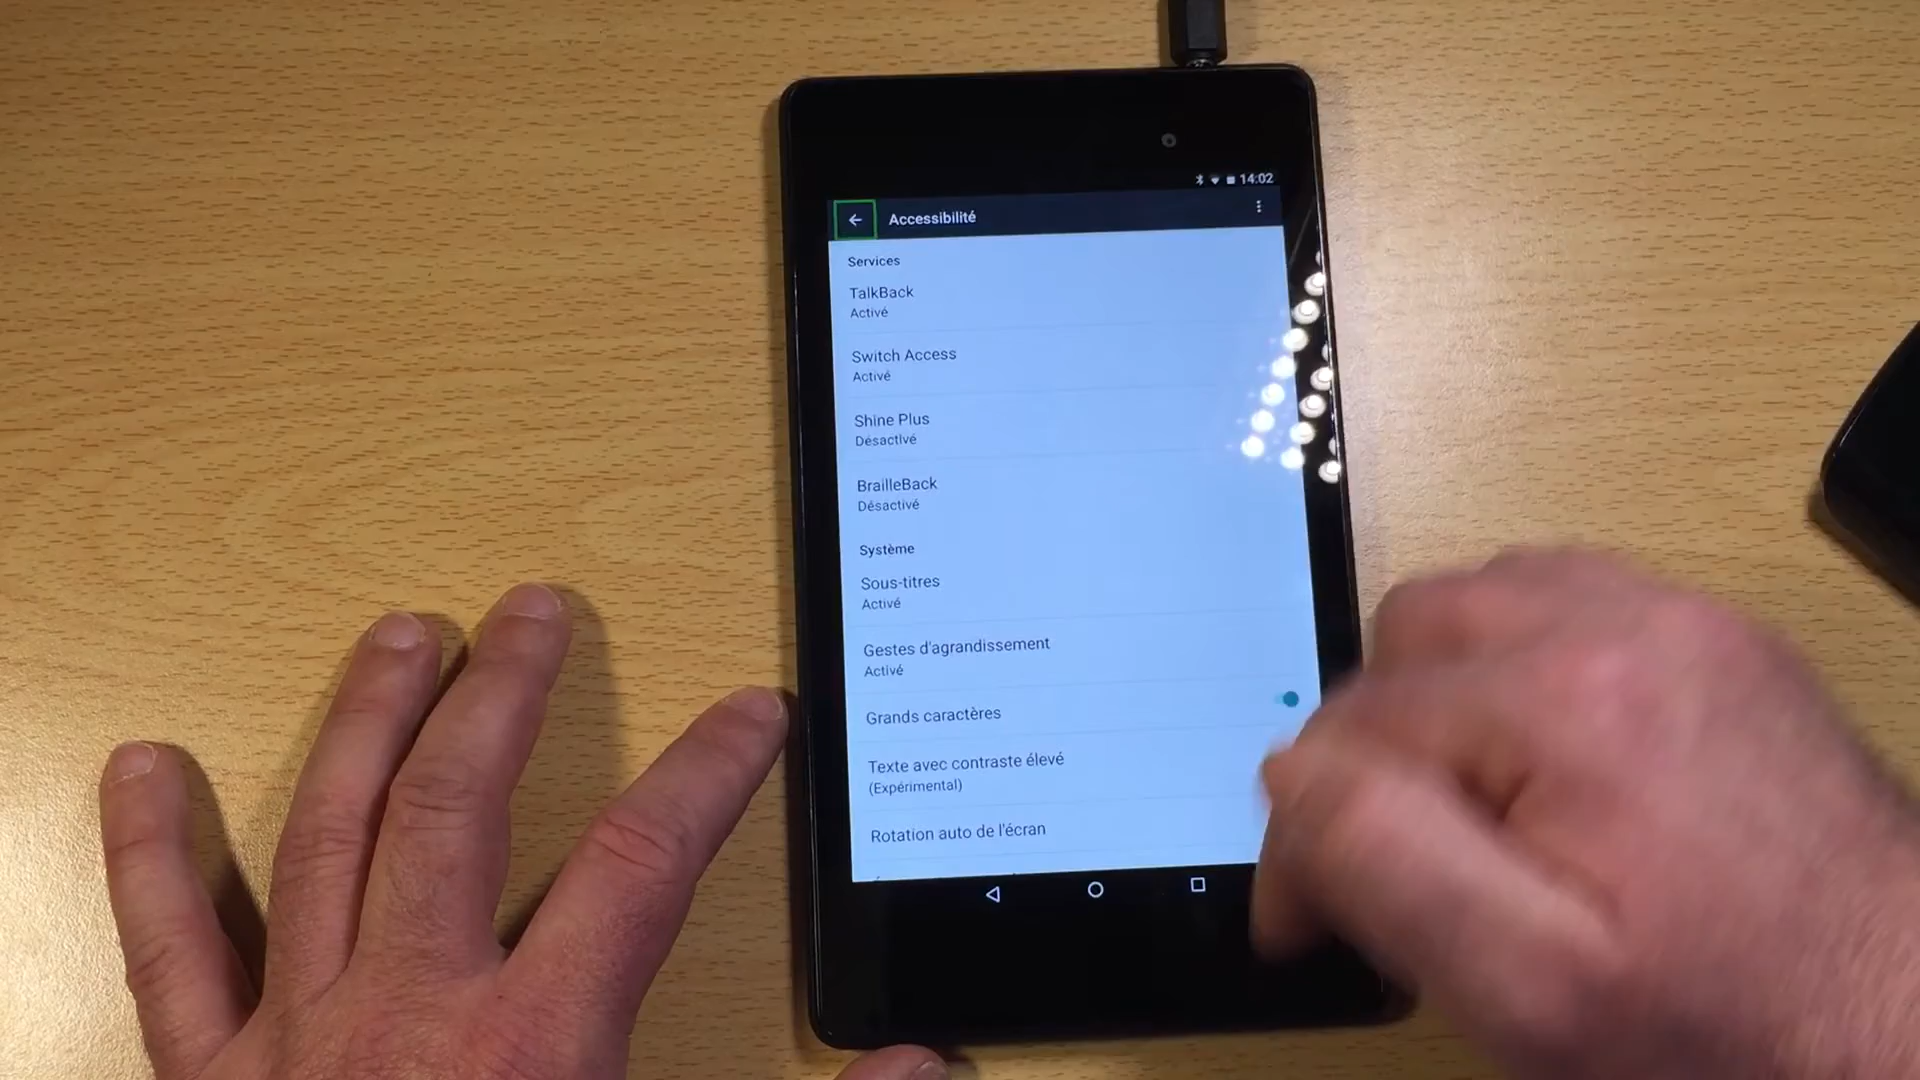 14:02
Accessibilité
Services
TalkBack
Activé
Switch Access
Activé
Shine Plus
Désactivé
BrailleBack
Désactivé
Système
Sous-titres
Activé
Gestes d'agrandissement
Activé
Grands caractères
Texte avec contraste élevé
(Expérimental)
Rotation auto de l'écran